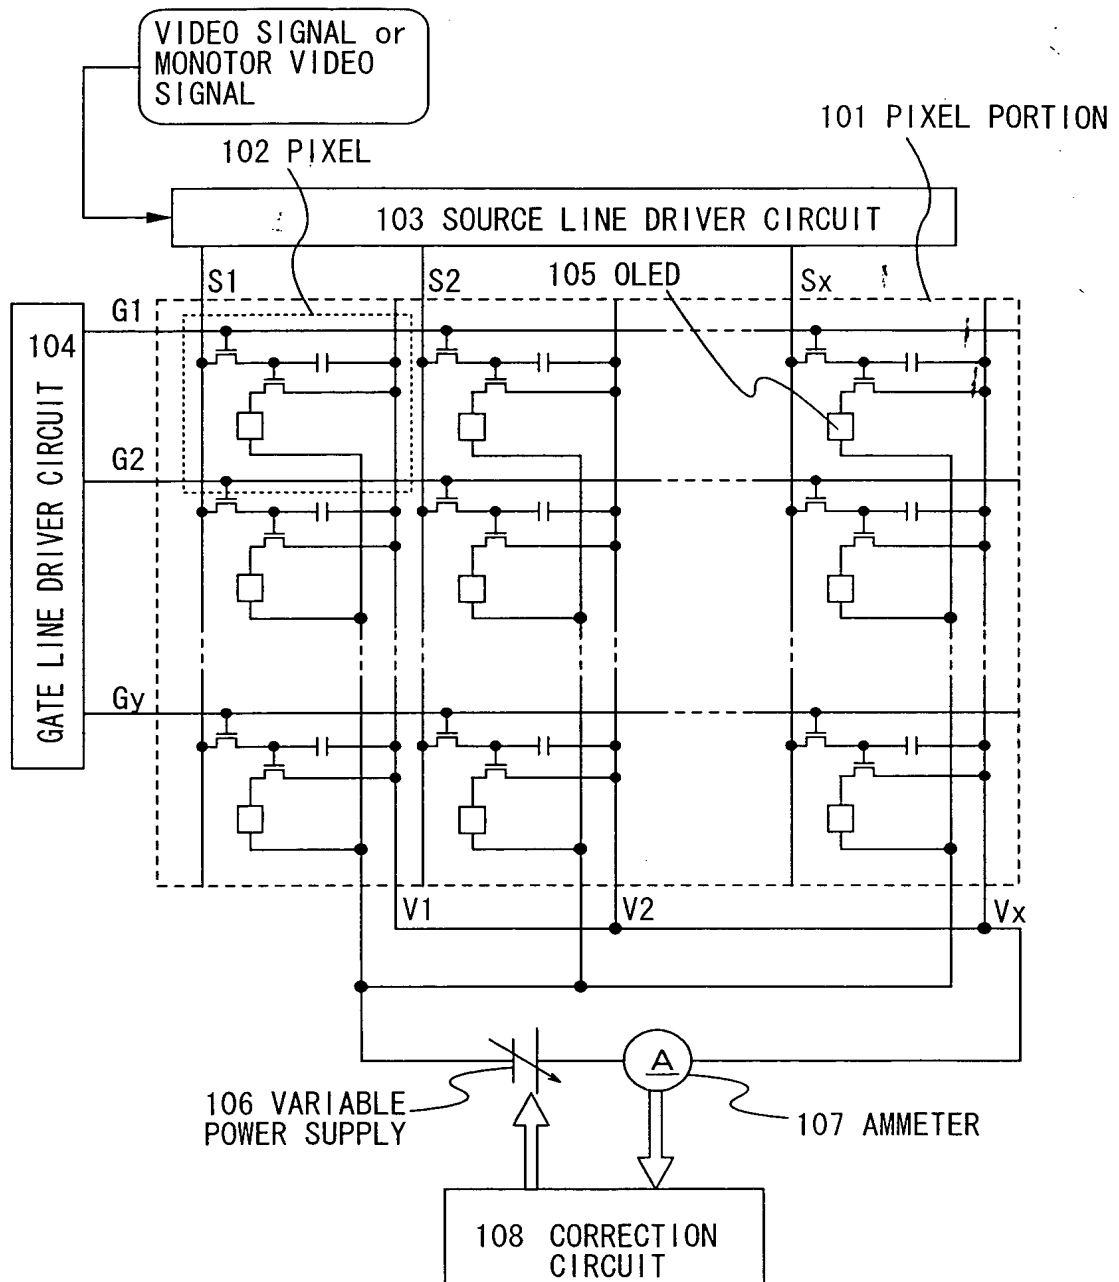 VIDEO SIGNAL or
MONOTOR VIDEO
SIGNAL
101 PIXEL PORTION
102 PIXEL
103 SOURCE LINE DRIVER CIRCUIT
S1
S2
105 OLED
Sx
G1
104
GATE LINE DRIVER CIRCUIT
G2
Gy
V1
V2
Vx
A
106 VARIABLE
POWER SUPPLY
107 AMMETER
108 CORRECTION
CIRCUIT